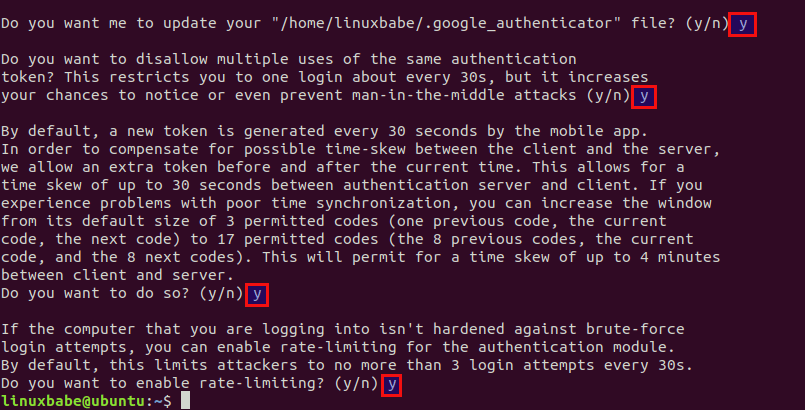 Do you want me to update your "/home/linuxbabe/.google_authenticator" file? (y/n) y
Do you want to disallow multiple uses of the same authentication
token? This restricts you to one login about every 30s, but it increases
your chances to notice or even prevent man-in-the-middle attacks (y/n) y
By default, a new token is generated every 30 seconds by the mobile app.
In order to compensate for possible time-skew between the client and the server,
we allow an extra token before and after the current time. This allows for a
time skew of up to 30 seconds between authentication server and client. If you
experience problems with poor time synchronization, you can increase the window
from its default size of 3 permitted codes (one previous code, the current
code, the next code) to 17 permitted codes (the 8 previous codes, the current
code, and the 8 next codes). This will permit for a time skew of up to 4 minutes
between client and server.
Do you want to do so? (y/n) y
If the computer that you are logging into isn't hardened against brute-force
login attempts, you can enable rate-limiting for the authentication module.
By default, this limits attackers to no more than 3 login attempts every 30s.
Do you want to enable rate-limiting? (y/n) y
linuxbabe@ubuntu:~$